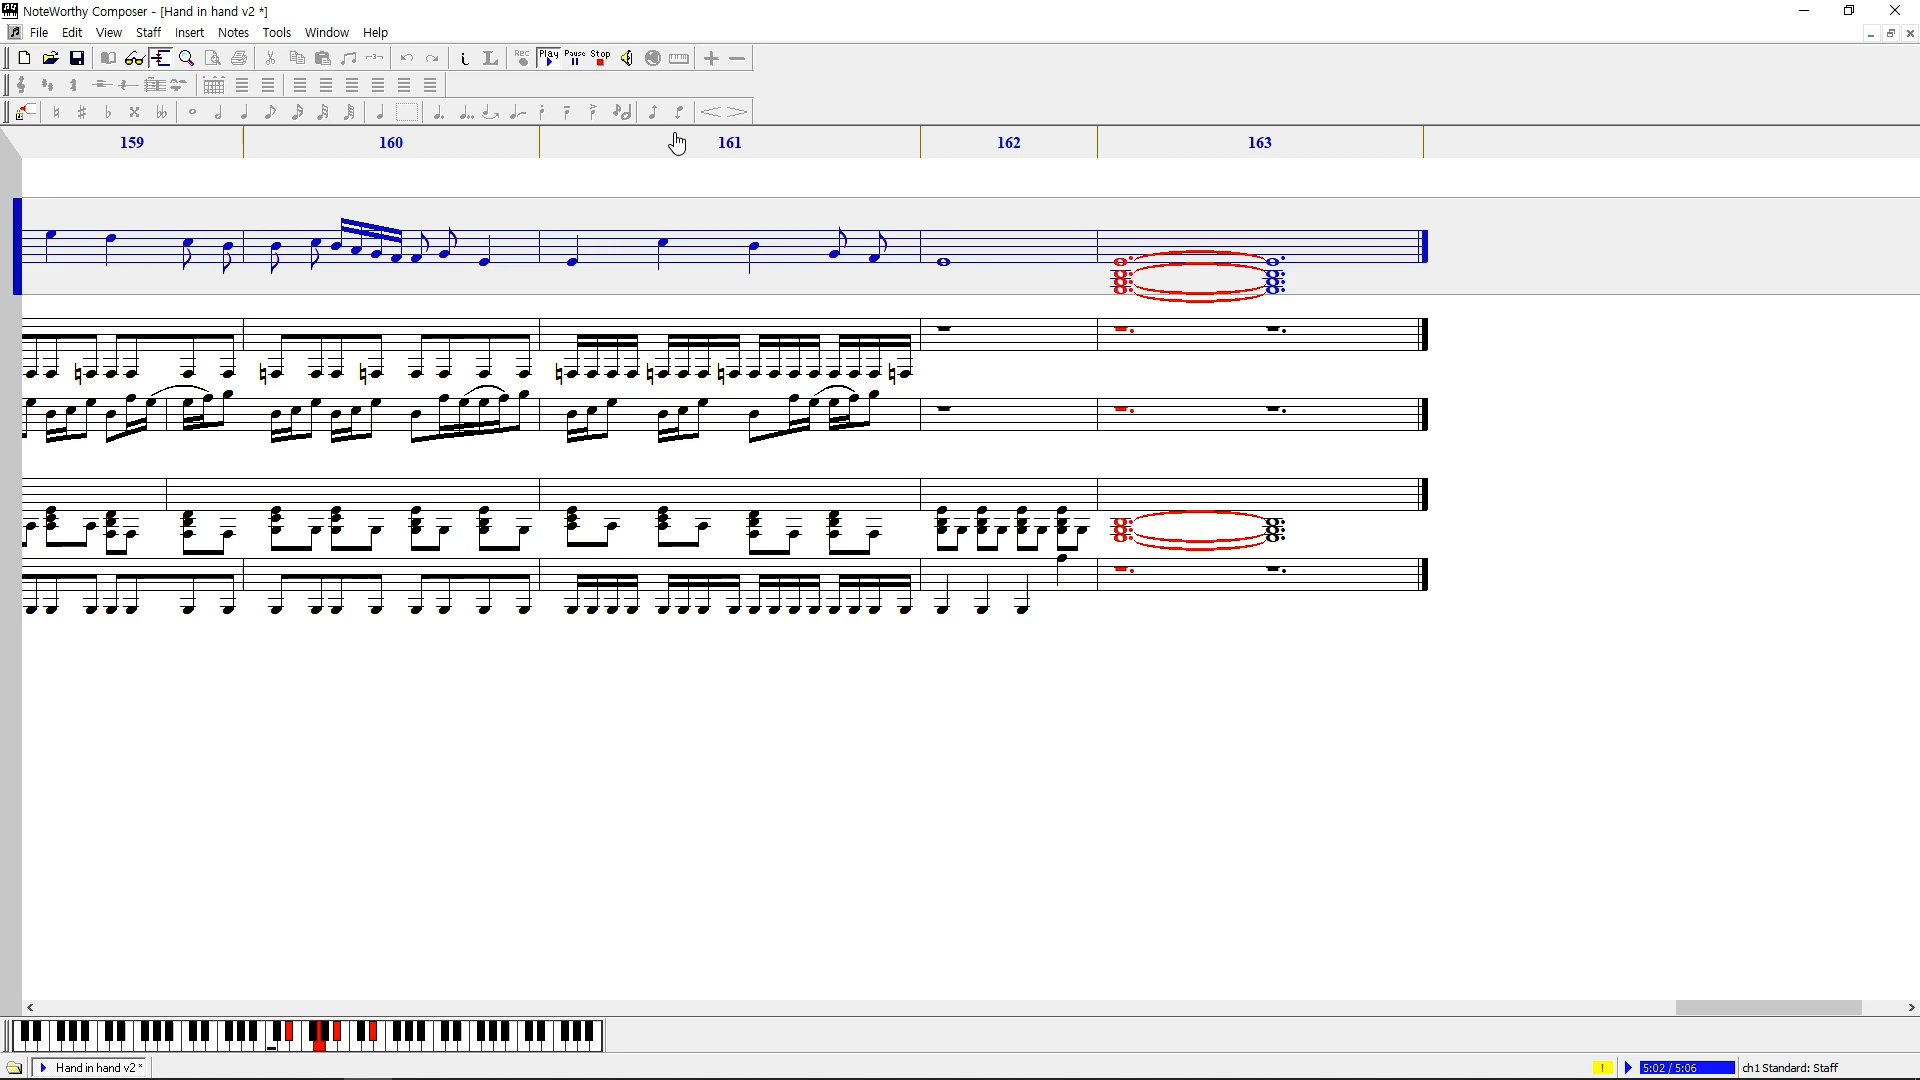 NoteWorthy Composer - [Hand in hand v2 *]
File Edit View Staff Insert Notes Tools Window Help
REC Play Pause Stop
159 160 161 162 163
Hand in hand v2 *
! 5:02 / 5:06 ch1 Standard: Staff